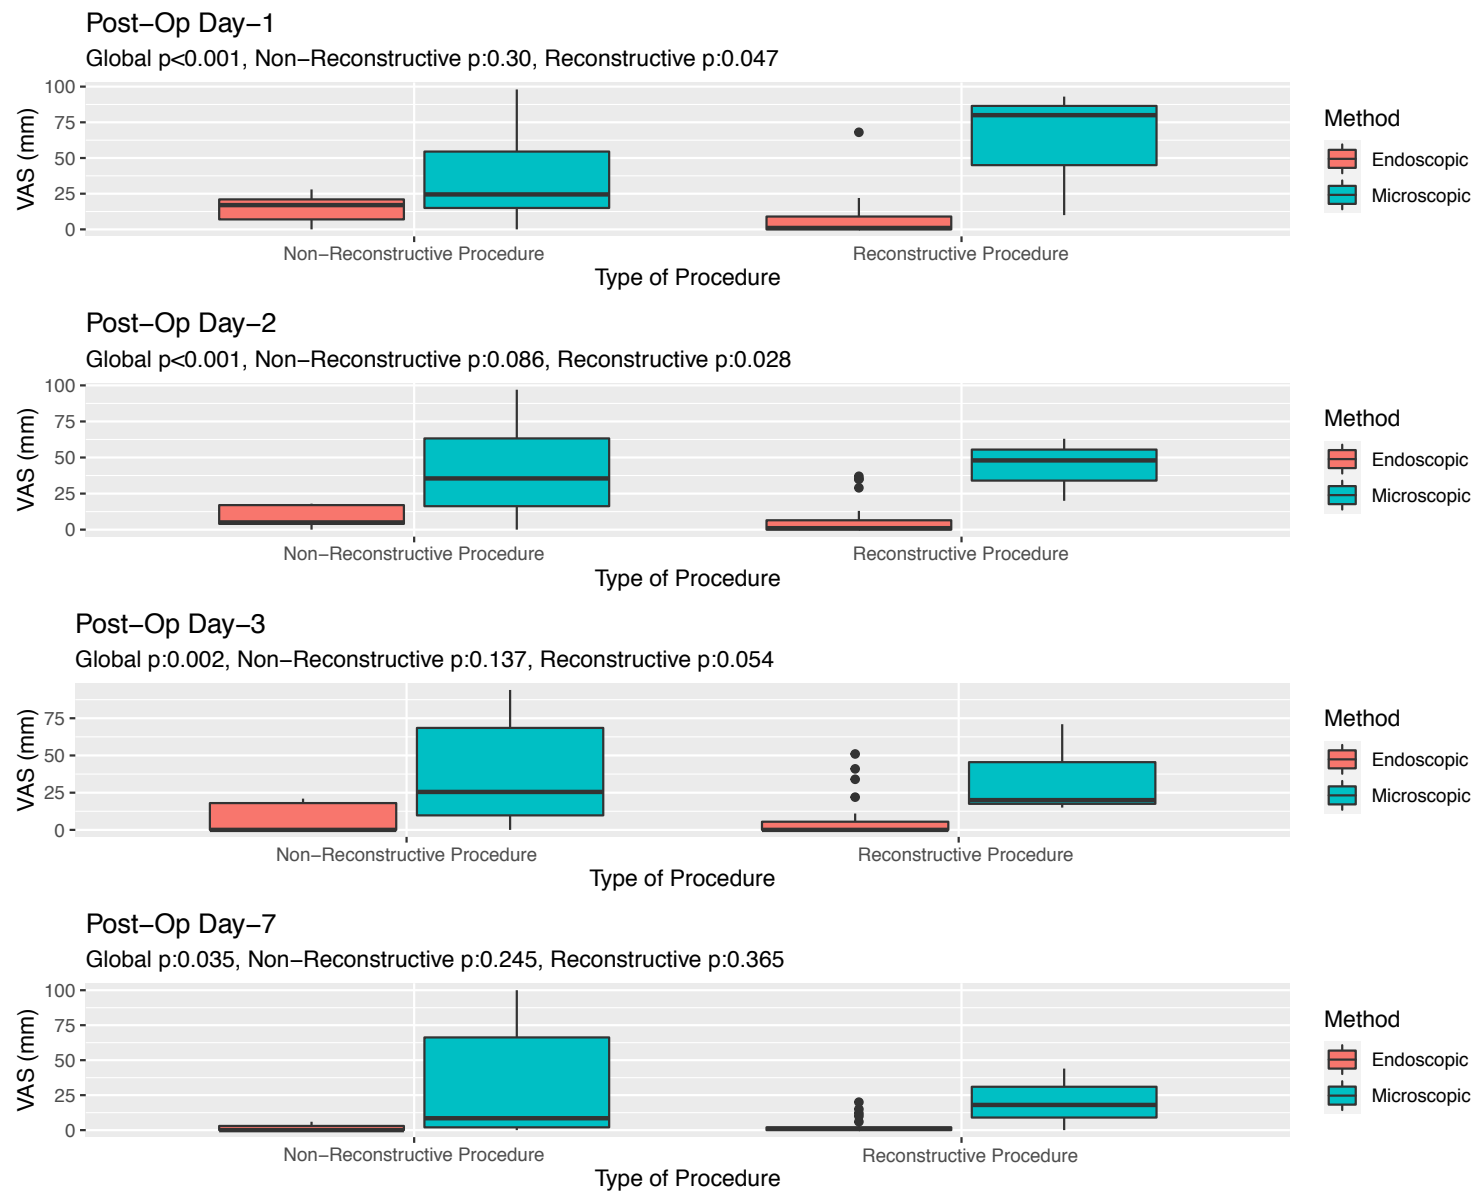 Post−Op Day−1
Global p<0.001, Non−Reconstructive p:0.30, Reconstructive p:0.047
100
75
50
25
0
VAS (mm)
Non−Reconstructive Procedure
Reconstructive Procedure
Type of Procedure
Method
Endoscopic
Microscopic
Post−Op Day−2
Global p<0.001, Non−Reconstructive p:0.086, Reconstructive p:0.028
100
75
50
25
0
VAS (mm)
Non−Reconstructive Procedure
Reconstructive Procedure
Type of Procedure
Method
Endoscopic
Microscopic
Post−Op Day−3
Global p:0.002, Non−Reconstructive p:0.137, Reconstructive p:0.054
75
50
25
0
VAS (mm)
Non−Reconstructive Procedure
Reconstructive Procedure
Type of Procedure
Method
Endoscopic
Microscopic
Post−Op Day−7
Global p:0.035, Non−Reconstructive p:0.245, Reconstructive p:0.365
100
75
50
25
0
VAS (mm)
Non−Reconstructive Procedure
Reconstructive Procedure
Type of Procedure
Method
Endoscopic
Microscopic